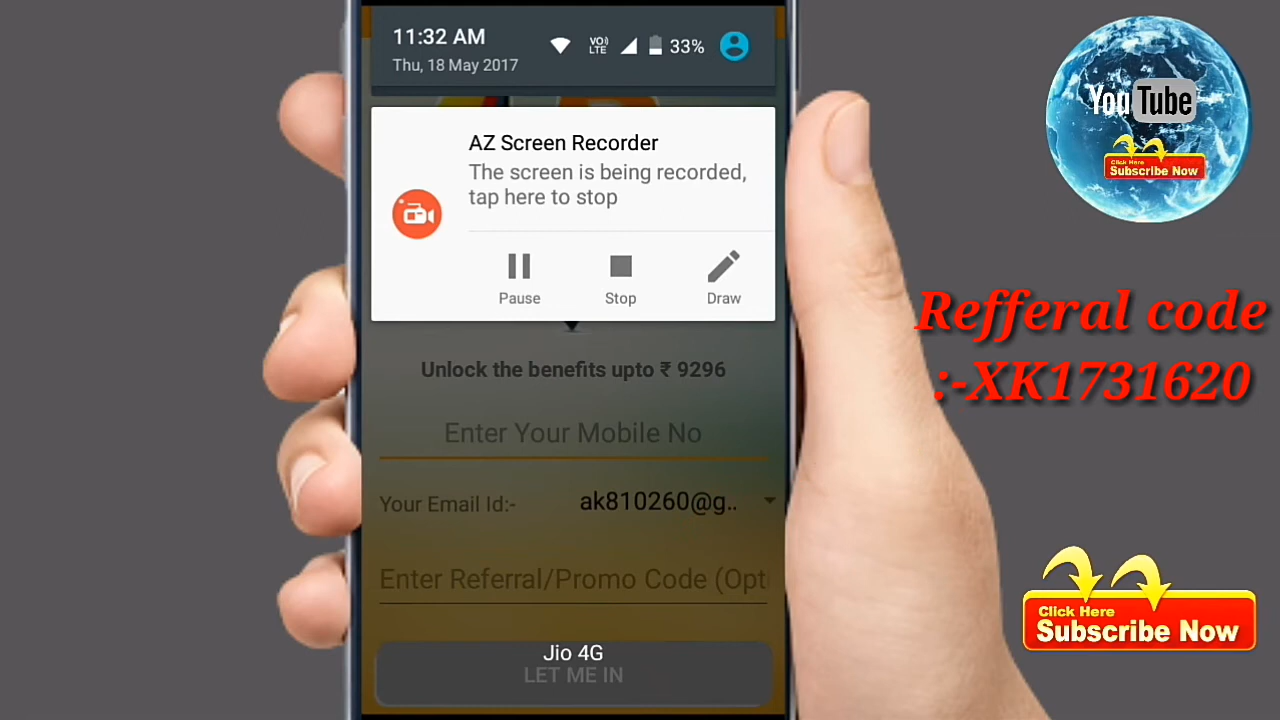 11:32 AM
VO) LTE
33%
Thu, 18 May 2017
AZ Screen Recorder
The screen is being recorded,
tap here to stop
Pause
Stop
Draw
Unlock the benefits upto ₹ 9296
Enter Your Mobile No
Your Email Id:-
ak810260@g..
Enter Referral/Promo Code (Opt
Jio 4G
LET ME IN
You Tube
Click Here
Subscribe Now
Refferal code
:-XK1731620
Click Here
Subscribe Now